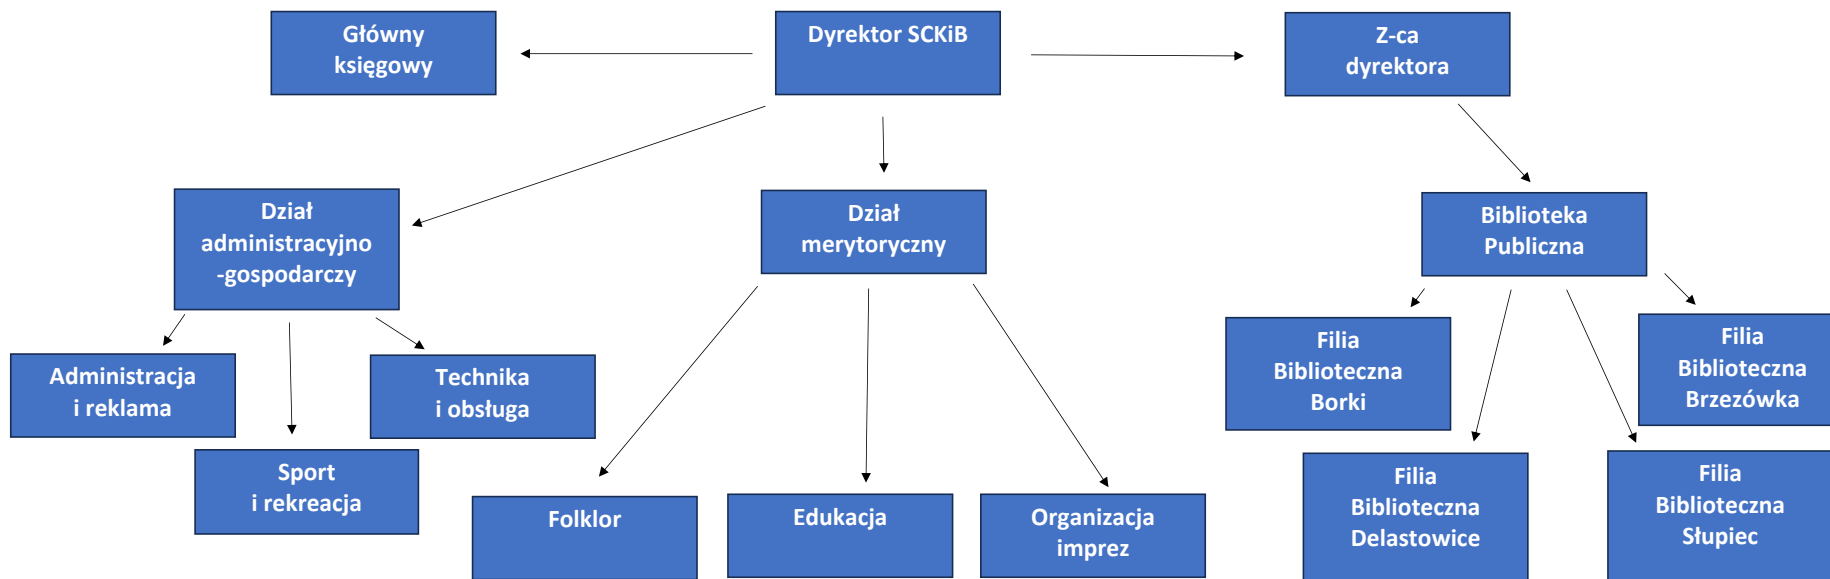 Główny
księgowy
Dyrektor SCKiB
Z-ca
dyrektora
Dział
administracyjno
-gospodarczy
Dział
merytoryczny
Biblioteka
Publiczna
Administracja
i reklama
Sport
i rekreacja
Technika
i obsługa
Folklor
Edukacja
Organizacja
imprez
Filia
Biblioteczna
Borki
Filia
Biblioteczna
Delastowice
Filia
Biblioteczna
Słupiec
Filia
Biblioteczna
Brzezówka